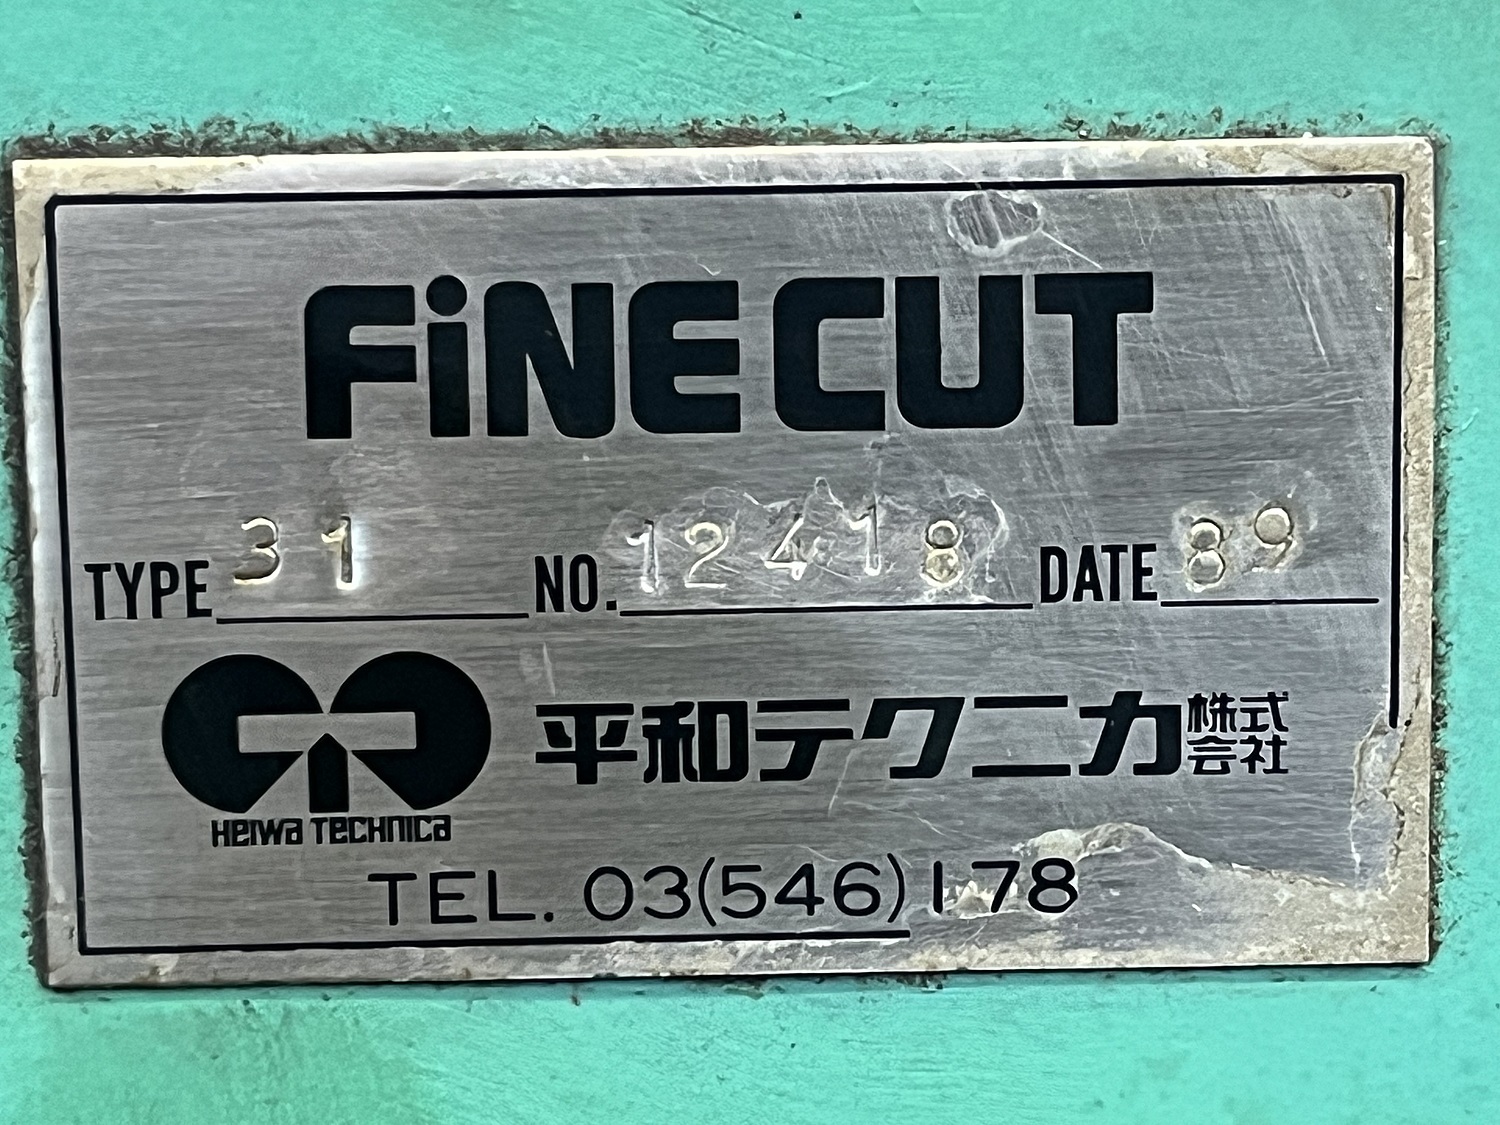 FiNE CUT
TYPE 31 NO. 12418 DATE 89
平和テクニカ株式会社
HEIWA TECHNICA
TEL. 03(546)